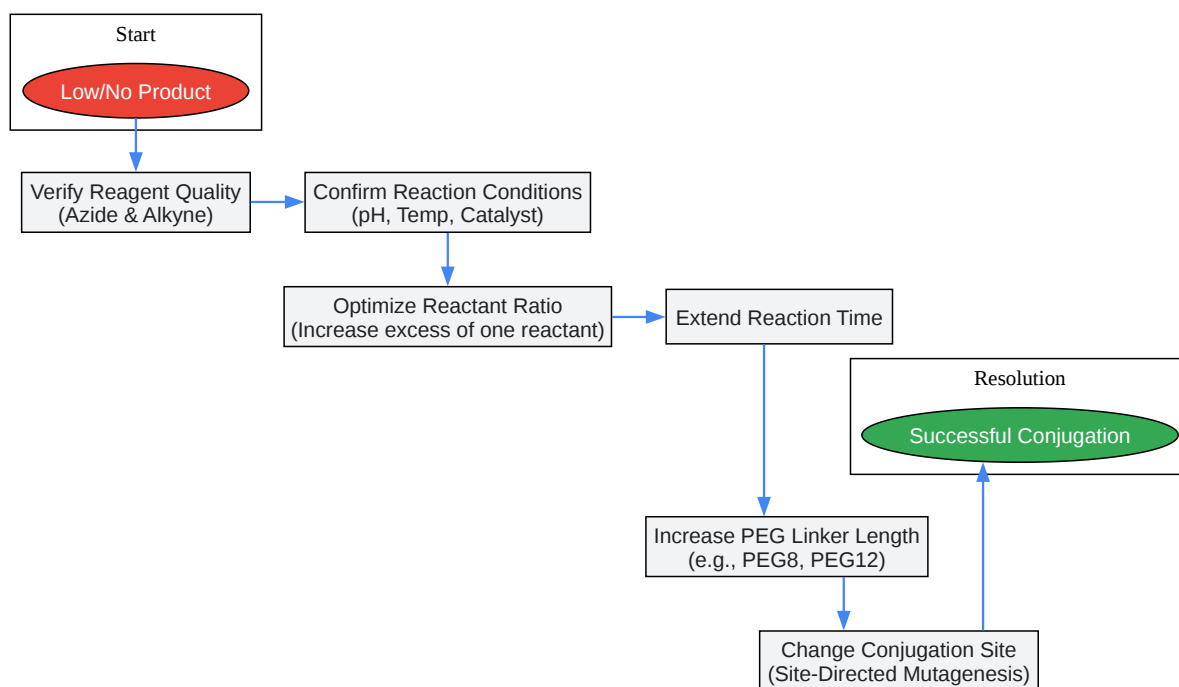 Start
Low/No Product
Verify Reagent Quality
(Azide & Alkyne)
Confirm Reaction Conditions
(pH, Temp, Catalyst)
Optimize Reactant Ratio
(Increase excess of one reactant)
Extend Reaction Time
Resolution
Successful Conjugation
Increase PEG Linker Length
(e.g., PEG8, PEG12)
Change Conjugation Site
(Site-Directed Mutagenesis)